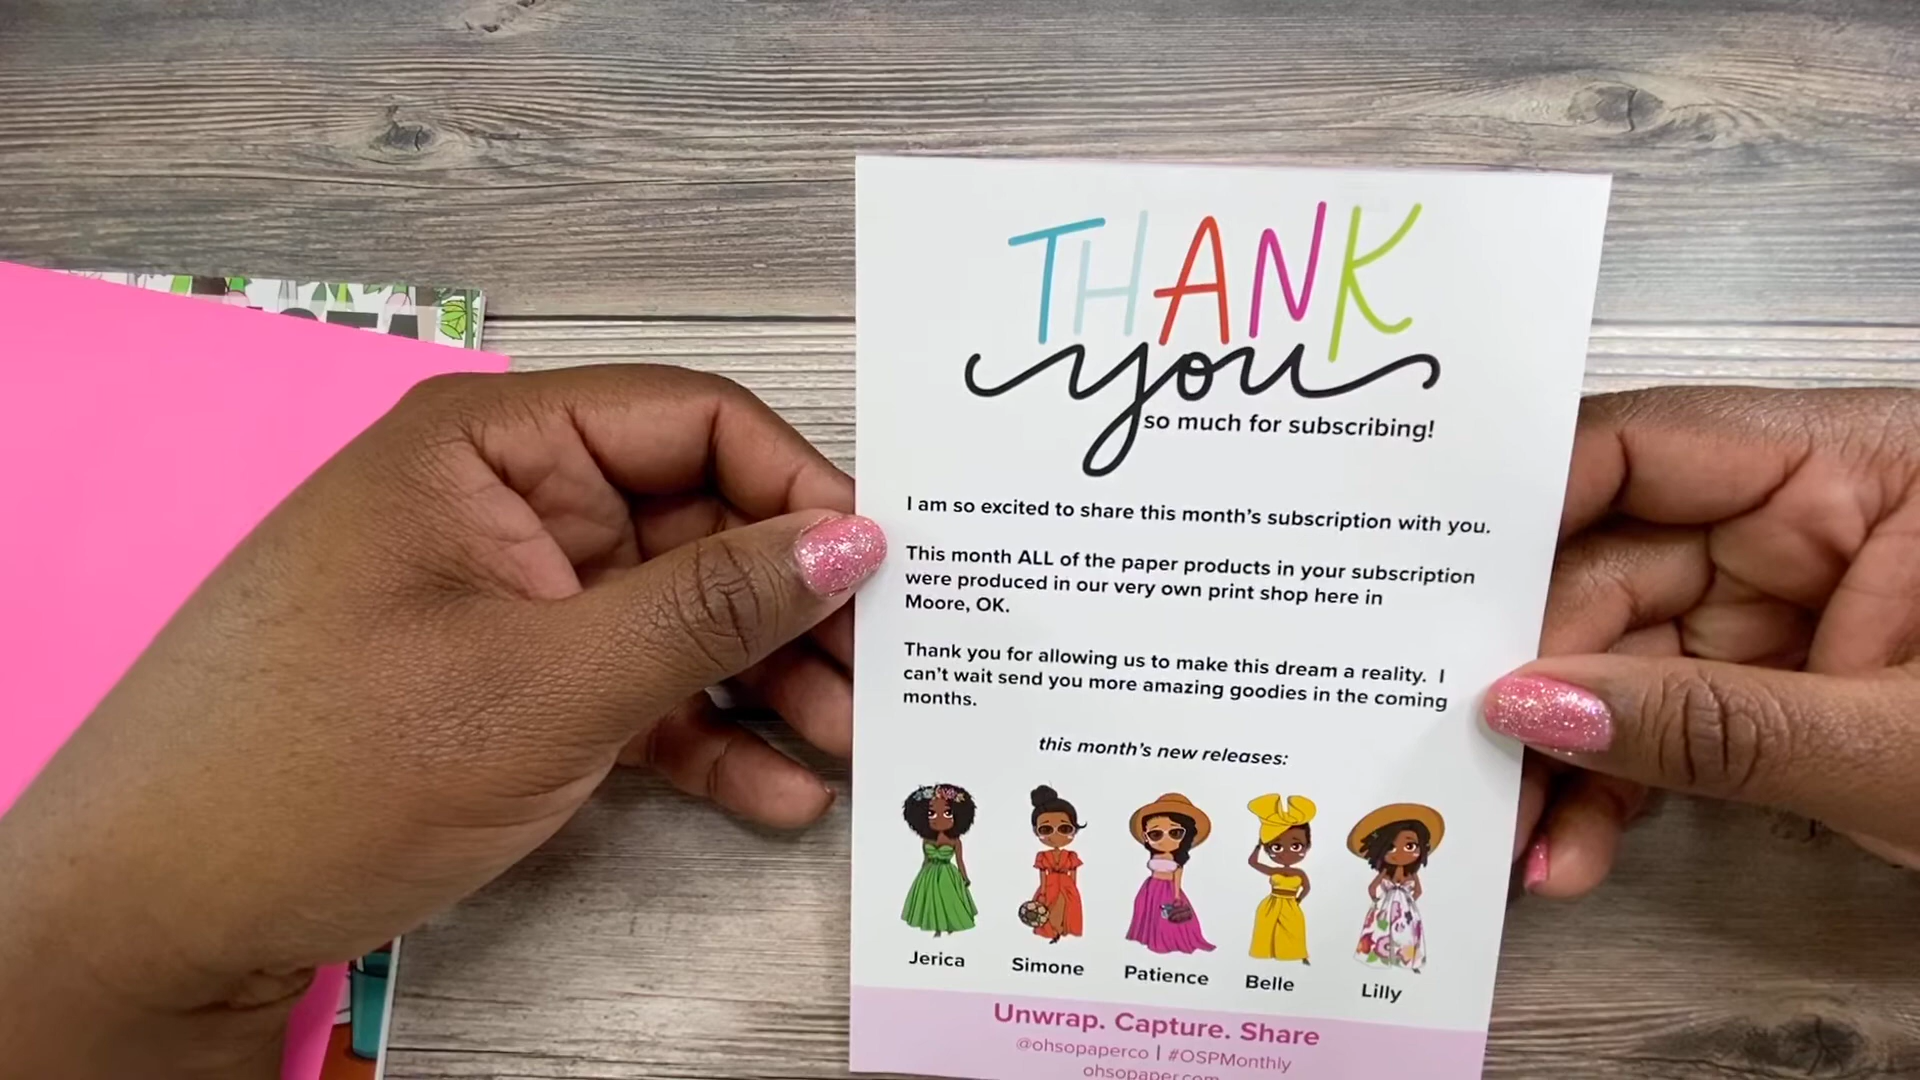 THANK
you
so much for subscribing!
I am so excited to share this month's subscription with you.
This month ALL of the paper products in your subscription
were produced in our very own print shop here in
Moore, OK.
Thank you for allowing us to make this dream a reality. I
can't wait send you more amazing goodies in the coming
months.
this month's new releases:
Jerica Simone Patience Belle Lilly
Unwrap. Capture. Share
@ohsopaperco | #OSPMonthly
ohsopaper.com